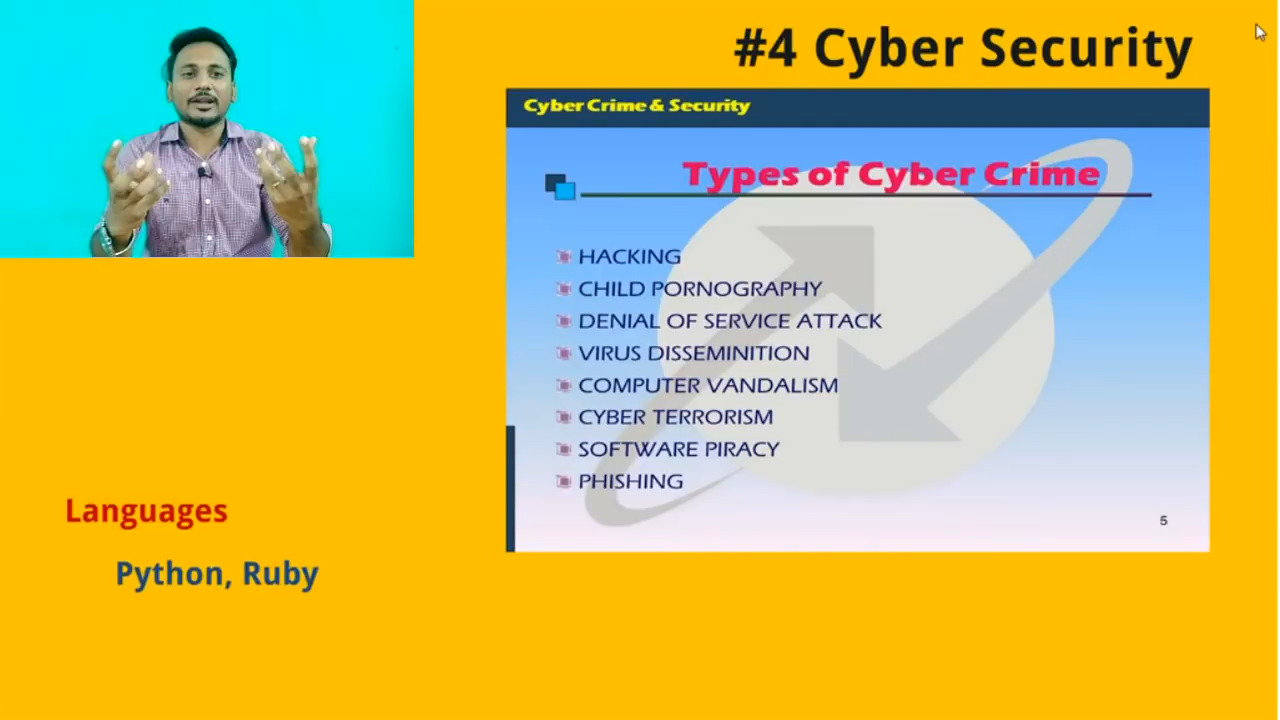 #4 Cyber Security
Cyber Crime & Security
Types of Cyber Crime
HACKING
CHILD PORNOGRAPHY
DENIAL OF SERVICE ATTACK
VIRUS DISSEMINITION
COMPUTER VANDALISM
CYBER TERRORISM
SOFTWARE PIRACY
PHISHING
5
Languages
Python, Ruby